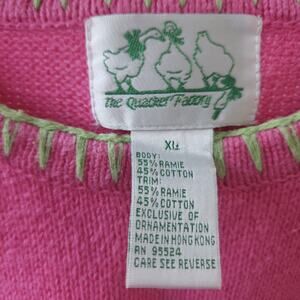 The Quacker Factory
XL
BODY:
55% RAMIE
45% COTTON
TRIM:
55% RAMIE
45% COTTON
EXCLUSIVE OF
ORNAMENTATION
MADE IN HONG KONG
RN 95524
CARE SEE REVERSE